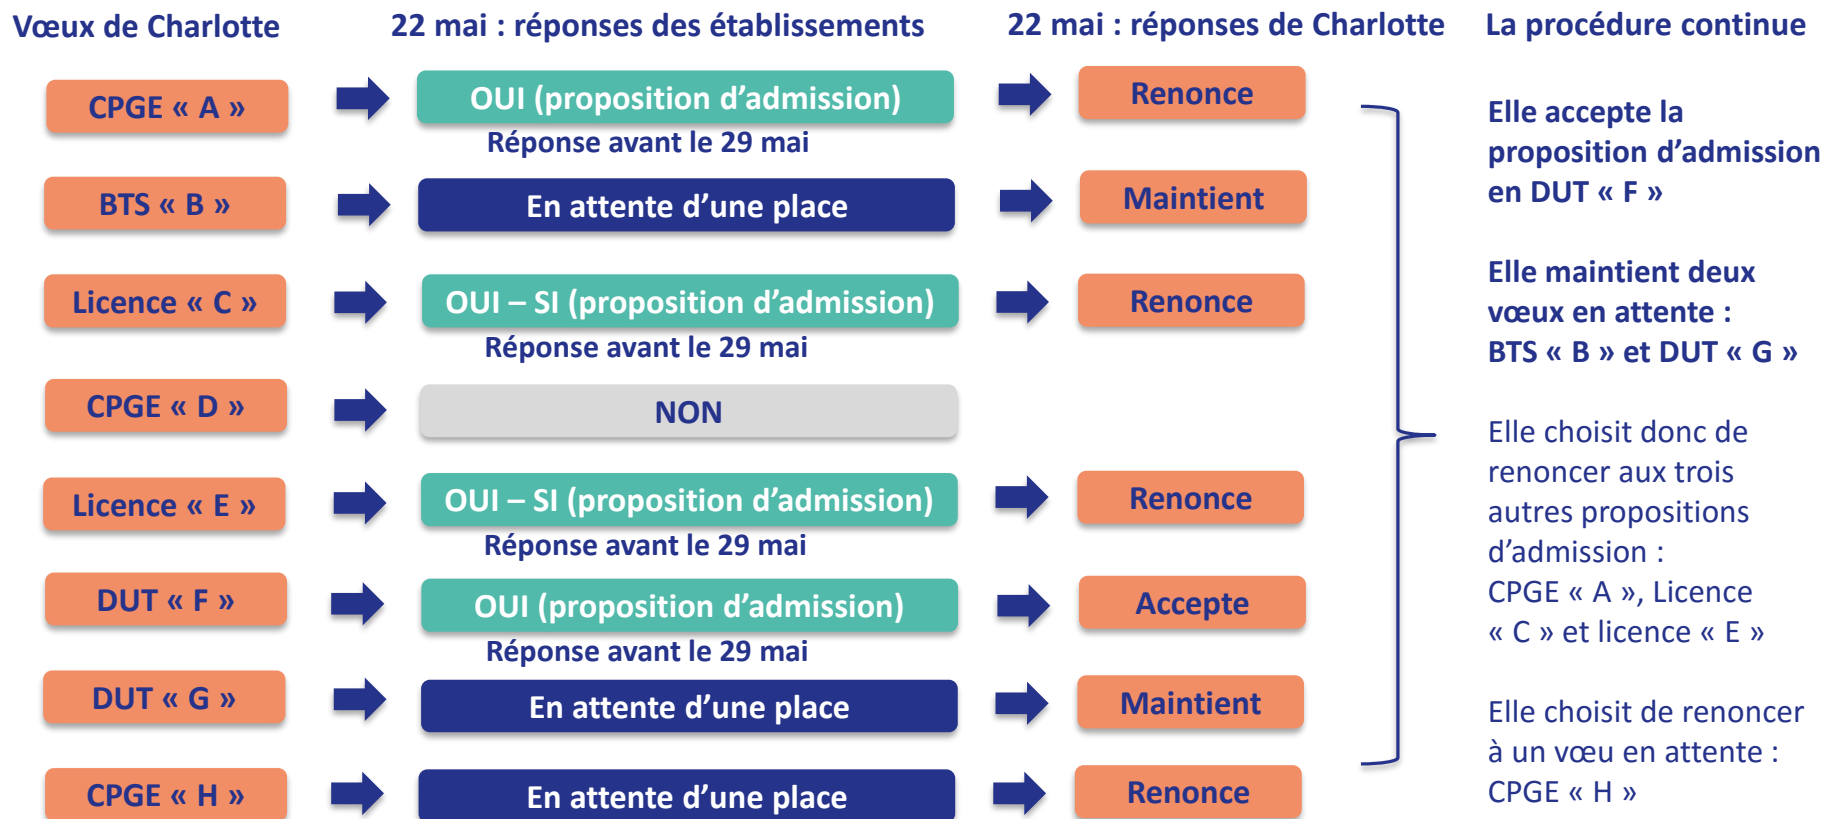 Vœux de Charlotte
22 mai : réponses des établissements
22 mai : réponses de Charlotte
La procédure continue
CPGE « A »
OUI (proposition d’admission)
Réponse avant le 29 mai
Renonce
BTS « B »
En attente d’une place
Maintient
Licence « C »
OUI – SI (proposition d’admission)
Réponse avant le 29 mai
Renonce
CPGE « D »
NON
Licence « E »
OUI – SI (proposition d’admission)
Réponse avant le 29 mai
Renonce
DUT « F »
OUI (proposition d’admission)
Réponse avant le 29 mai
Accepte
DUT « G »
En attente d’une place
Maintient
CPGE « H »
En attente d’une place
Renonce
Elle accepte la
proposition d’admission
en DUT « F »
Elle maintient deux
vœux en attente :
BTS « B » et DUT « G »
Elle choisit donc de
renoncer aux trois
autres propositions
d’admission :
CPGE « A », Licence
« C » et licence « E »
Elle choisit de renoncer
à un vœu en attente :
CPGE « H »